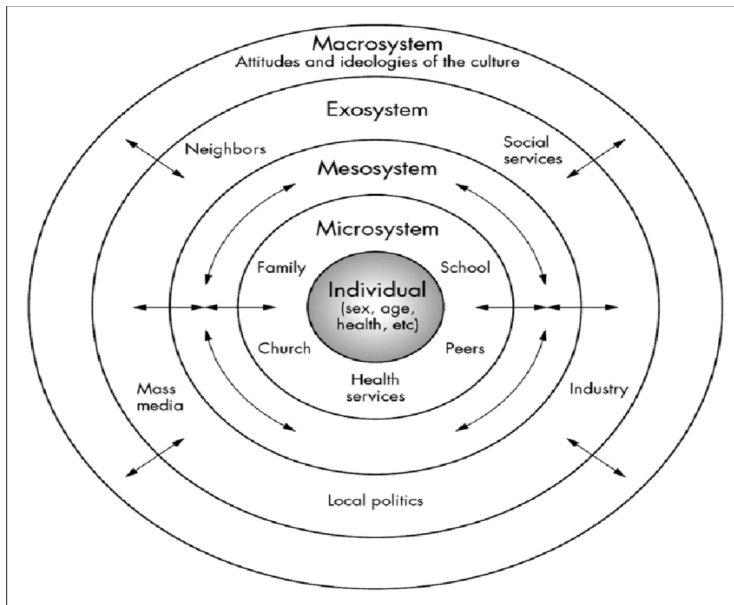 Macrosystem
Attitudes and ideologies of the culture
Exosystem
Neighbors
Social
services
Mesosystem
Microsystem
Family
School
Individual
(sex, age,
health, etc)
Church
Peers
Health
services
Mass
media
Industry
Local politics